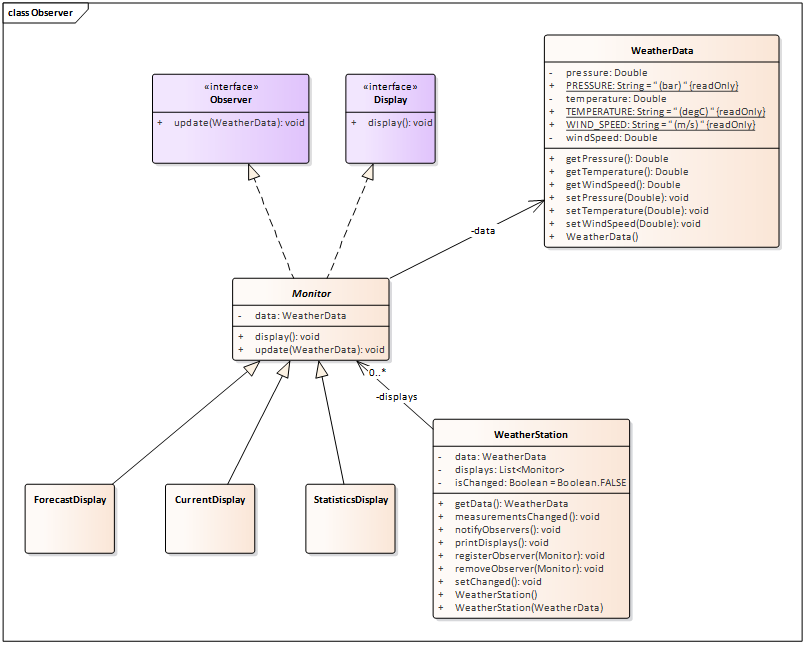 class Observer
«interface»
Observer
+ update(WeatherData): void
«interface»
Display
+ display(): void
WeatherData
- pressure: Double
+ PRESSURE: String = "(bar) " {readOnly}
- temperature: Double
+ TEMPERATURE: String = "(degC) " {readOnly}
+ WIND_SPEED: String = "(m/s) " {readOnly}
- windSpeed: Double
+ getPressure(): Double
+ getTemperature(): Double
+ getWindSpeed(): Double
+ setPressure(Double): void
+ setTemperature(Double): void
+ setWindSpeed(Double): void
+ WeatherData()
-data
Monitor
- data: WeatherData
+ display(): void
+ update(WeatherData): void
0..*
-displays
ForecastDisplay
CurrentDisplay
StatisticsDisplay
WeatherStation
- data: WeatherData
- displays: List<Monitor>
- isChanged: Boolean = Boolean.FALSE
+ getData(): WeatherData
+ measurementsChanged(): void
+ notifyObservers(): void
+ printDisplays(): void
+ registerObserver(Monitor): void
+ removeObserver(Monitor): void
+ setChanged(): void
+ WeatherStation()
+ WeatherStation(WeatherData)